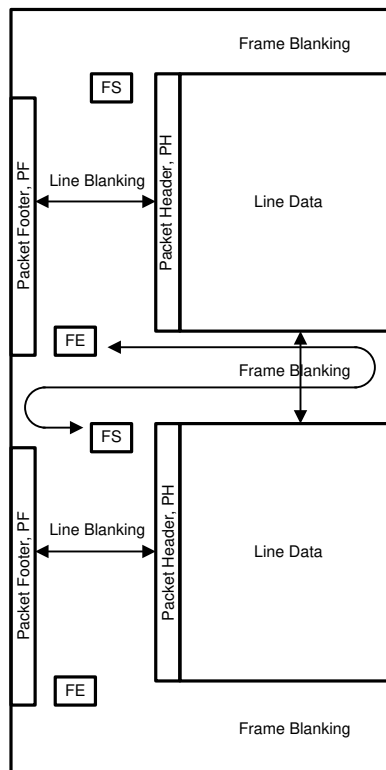 Frame Blanking
FS
Packet Footer, PF
Line Blanking
Packet Header, PH
Line Data
FE
Frame Blanking
FS
Packet Footer, PF
Line Blanking
Packet Header, PH
Line Data
FE
Frame Blanking